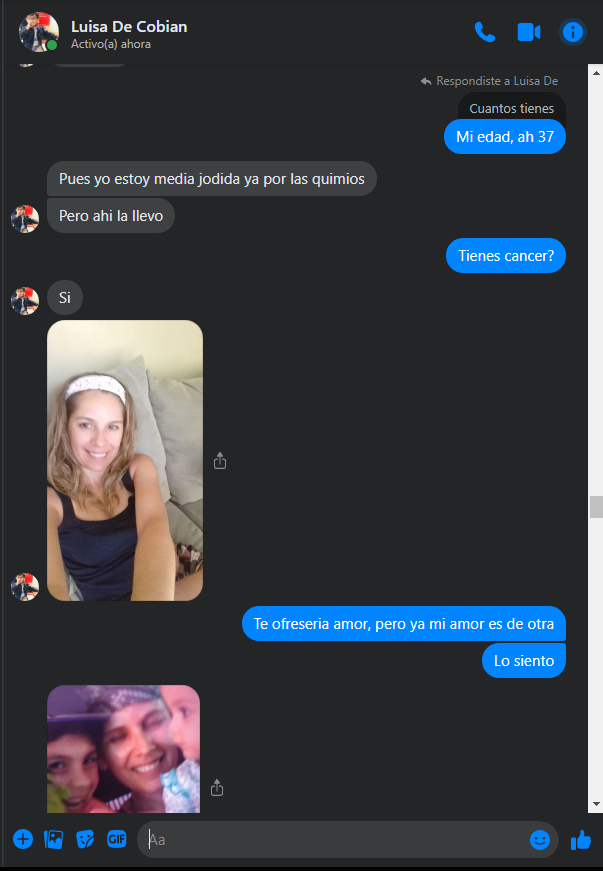 Luisa De Cobian
Activo(a) ahora
Respondiste a Luisa De
Cuantos tienes
Mi edad, ah 37
Pues yo estoy media jodida ya por las quimios
Pero ahi la llevo
Tienes cancer?
Si
Te ofreseria amor, pero ya mi amor es de otra
Lo siento
GIF
Aa